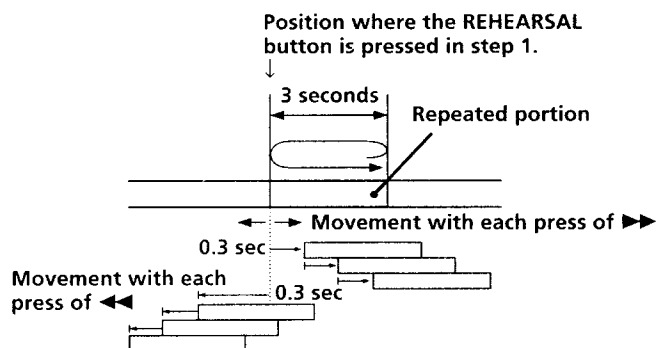 Position where the REHEARSAL
button is pressed in step 1.
3 seconds
Repeated portion
Movement with each press of ▶▶
0.3 sec
Movement with each
press of ◀◀
0.3 sec